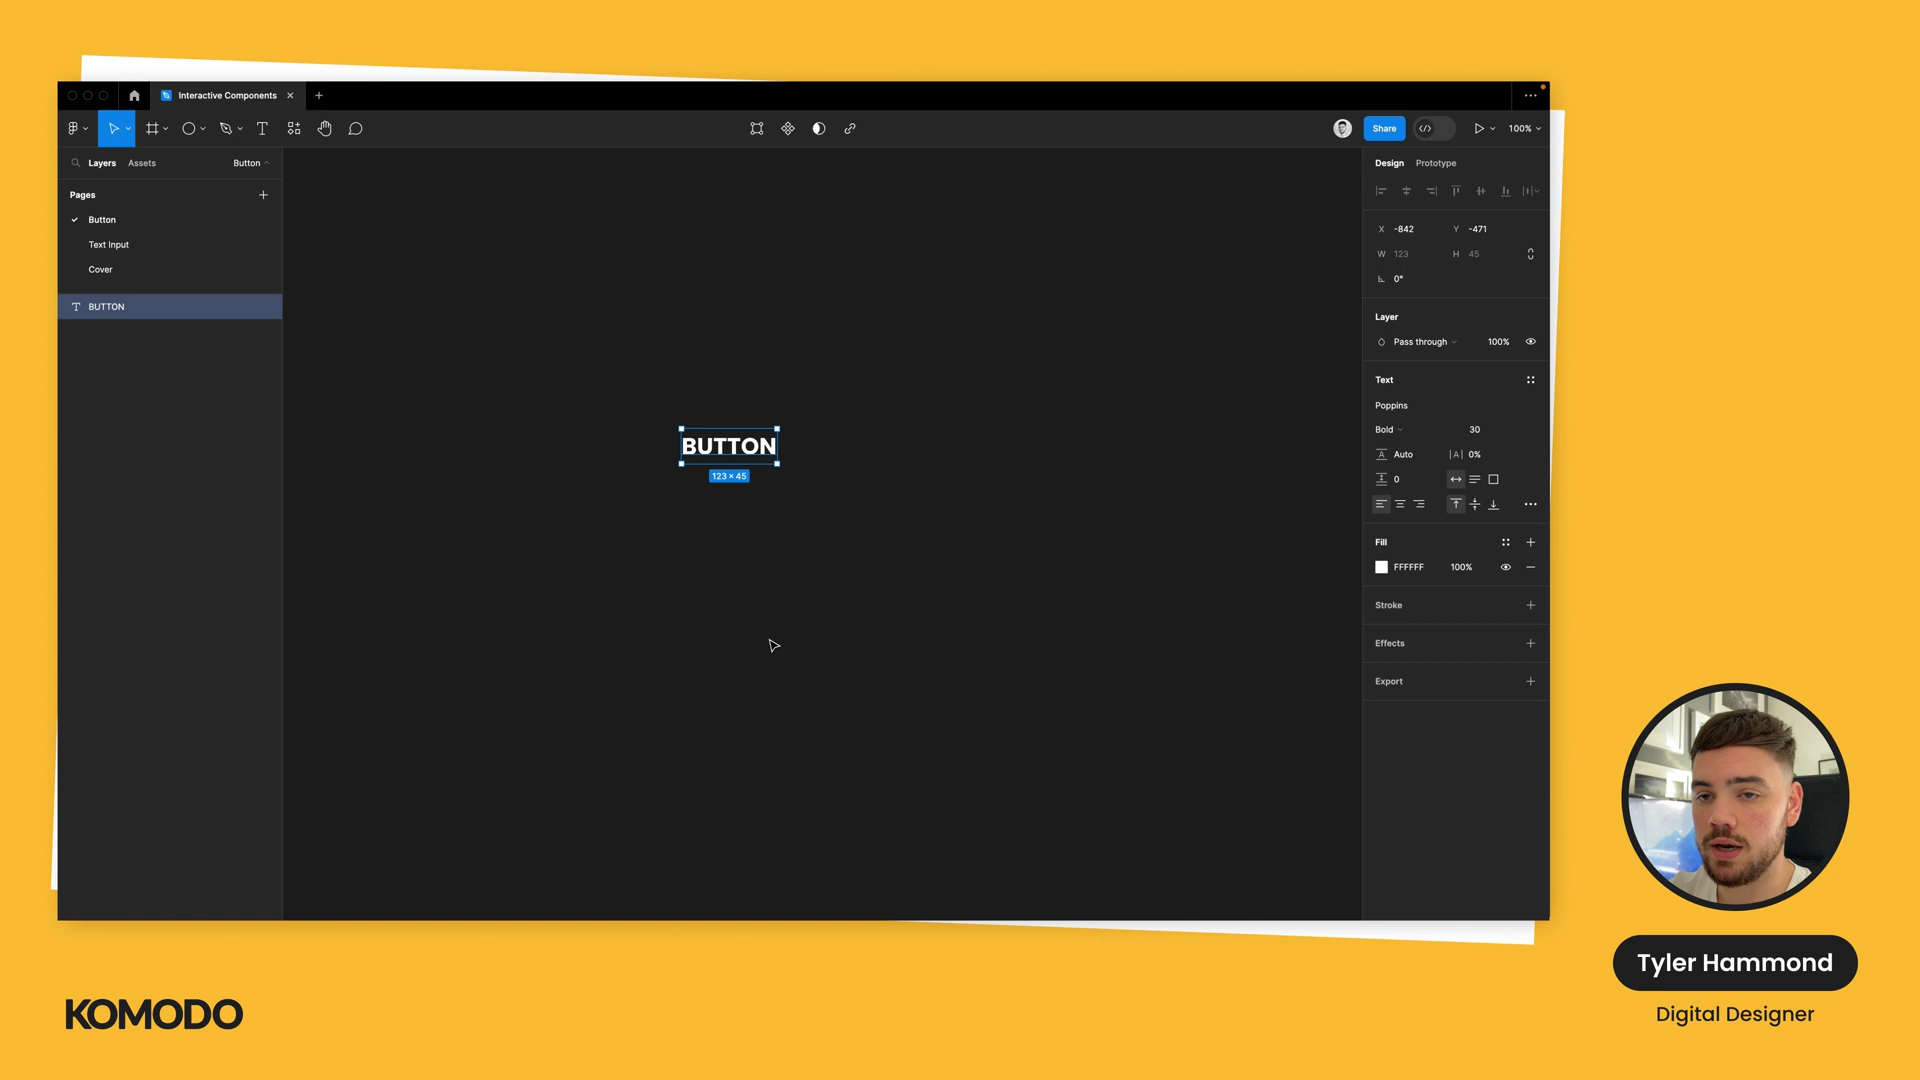 Interactive Components
Share
100%
Layers
Assets
Button
Pages
Button
Text Input
Cover
BUTTON
BUTTON
123 × 45
Design
Prototype
X -842
Y -471
W 123
H 45
0°
Layer
Pass through
100%
Text
Poppins
Bold
30
Auto
0%
0
Fill
FFFFFF
100%
Stroke
Effects
Export
Tyler Hammond
Digital Designer
KOMODO